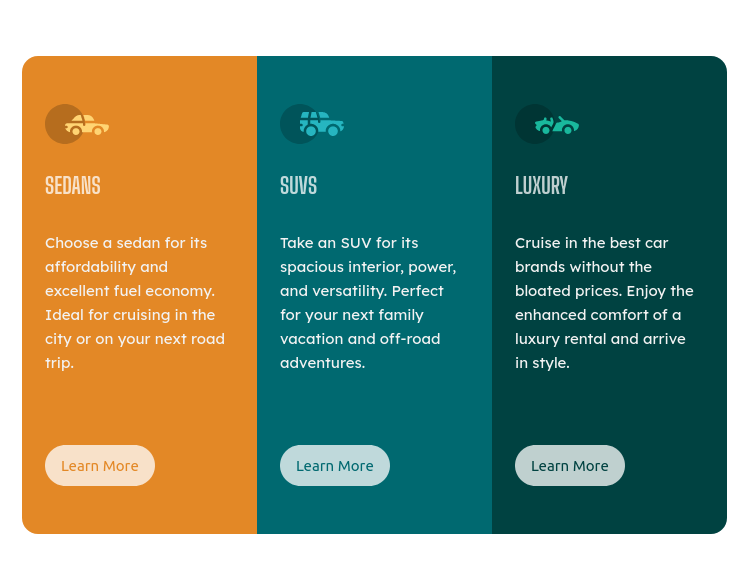 SEDANS
Choose a sedan for its
affordability and
excellent fuel economy.
Ideal for cruising in the
city or on your next road
trip.
Learn More
SUVS
Take an SUV for its
spacious interior, power,
and versatility. Perfect
for your next family
vacation and off-road
adventures.
Learn More
LUXURY
Cruise in the best car
brands without the
bloated prices. Enjoy the
enhanced comfort of a
luxury rental and arrive
in style.
Learn More